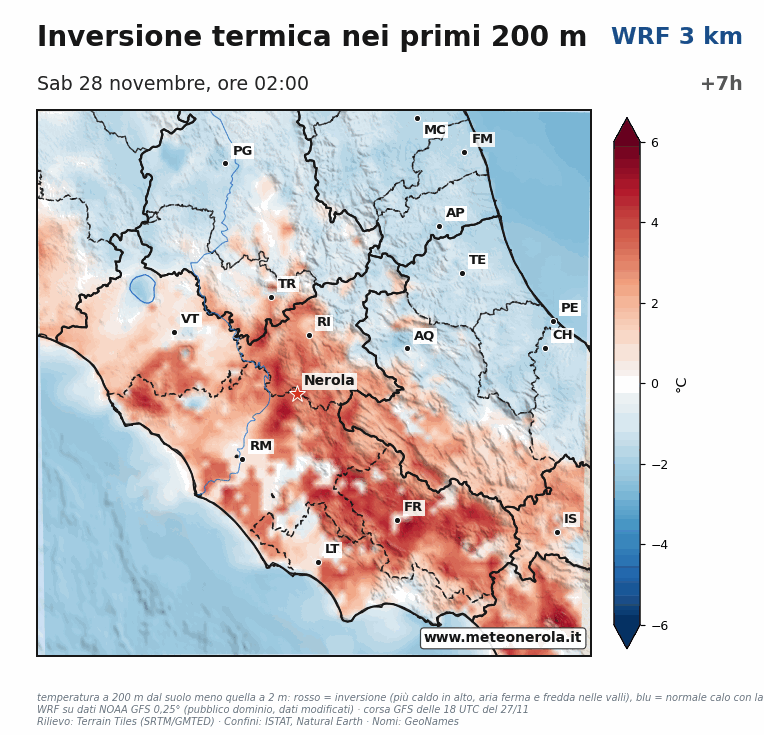 Inversione termica nei primi 200 m WRF 3 km
Sab 28 novembre, ore 02:00 +7h
MC
FM
PG
AP
TE
TR
PE
VT
RI
AQ
CH
Nerola
RM
FR
IS
LT
www.meteonerola.it
6
4
2
0
−2
−4
−6
°C
temperatura a 200 m dal suolo meno quella a 2 m: rosso = inversione (più caldo in alto, aria ferma e fredda nelle valli), blu = normale calo con la
WRF su dati NOAA GFS 0,25° (pubblico dominio, dati modificati) · corsa GFS delle 18 UTC del 27/11
Rilievo: Terrain Tiles (SRTM/GMTED) · Confini: ISTAT, Natural Earth · Nomi: GeoNames